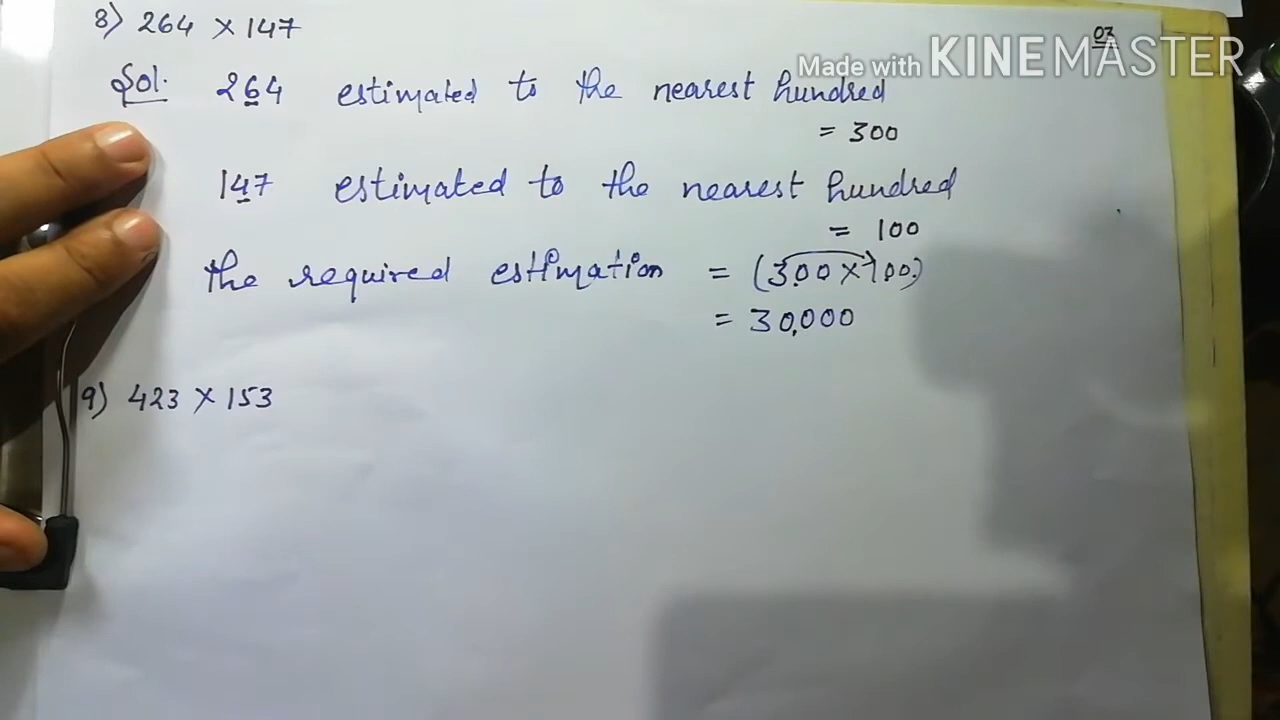 8) 264 × 147
03
Made with KINEMASTER
Sol. 264 estimated to the nearest hundred
= 300
147 estimated to the nearest hundred
= 100
the required estimation = (300 × 100)
= 30,000
9) 423 × 153